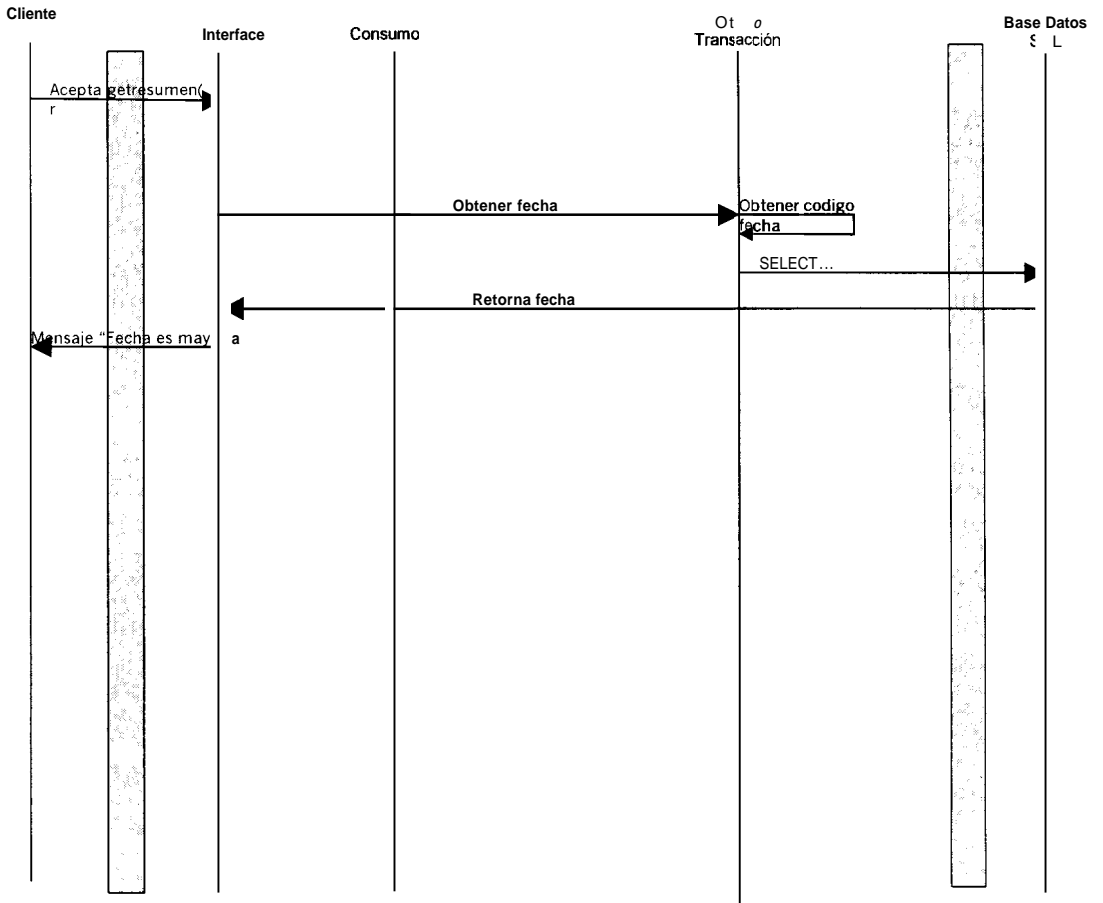 Cliente
Interface
Consumo
Ot o
Transacción
Base Datos
S L
Acepta getresumen(
r
Obtener fecha
Obtener codigo
fecha
SELECT...
Retorna fecha
Mensaje "Fecha es may a